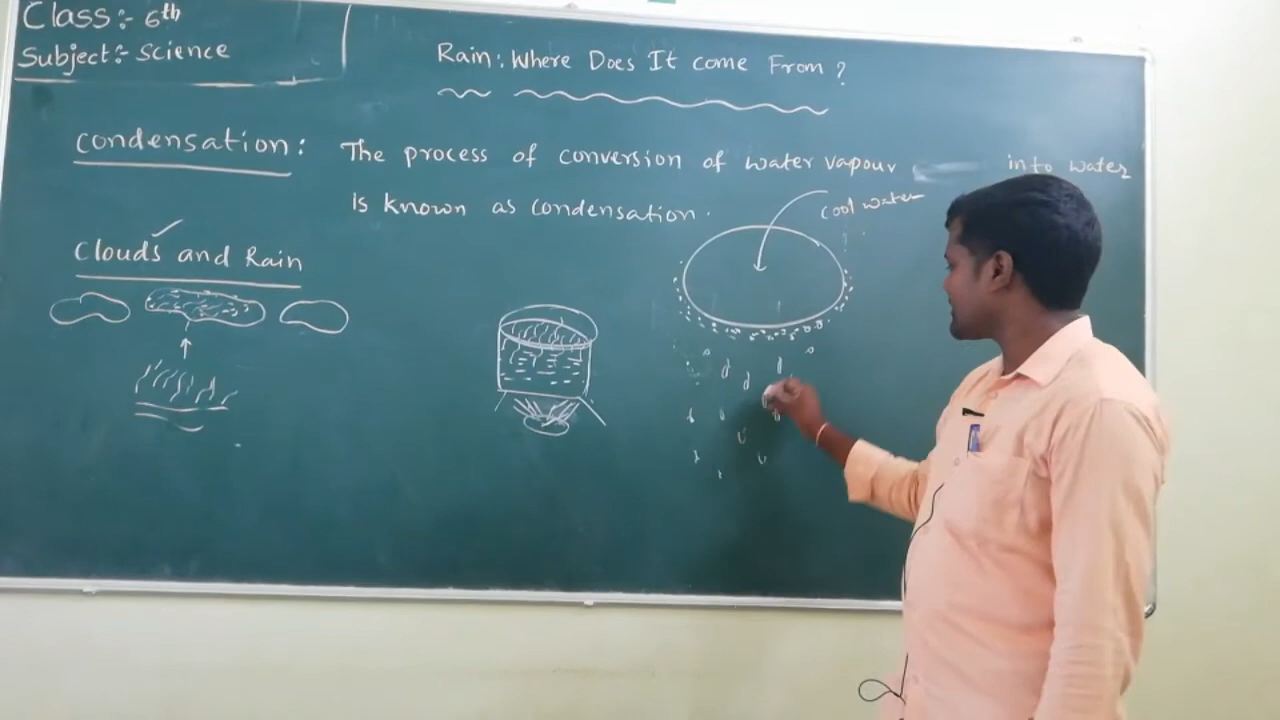 Class:- 6th
Subject:- Science
Rain: Where Does It come From?
Condensation: The process of conversion of water vapour into water
is known as condensation.
cool water
Clouds and Rain